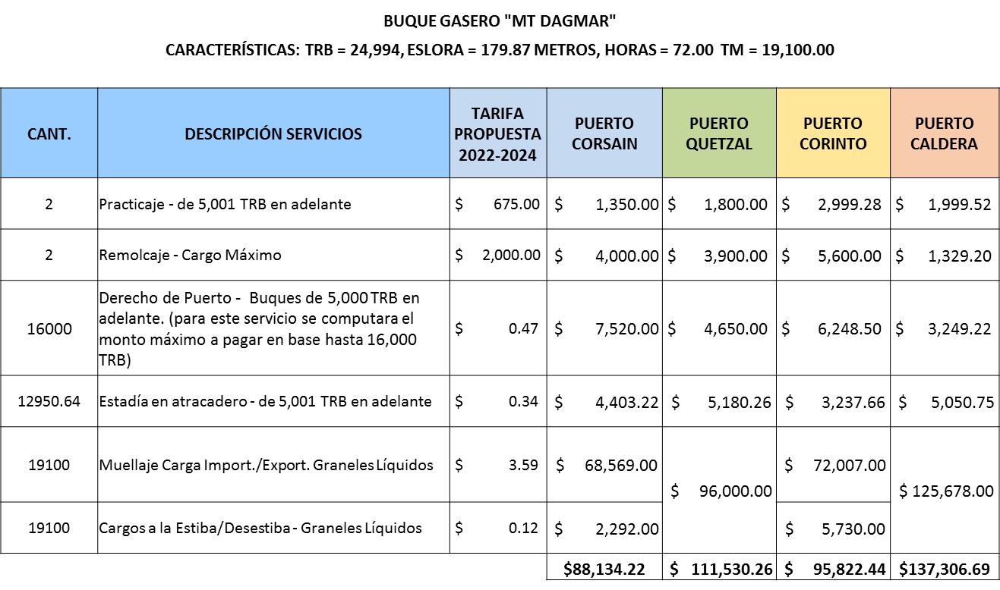 BUQUE GASERO "MT DAGMAR"
CARACTERÍSTICAS: TRB = 24,994, ESLORA = 179.87 METROS, HORAS = 72.00 TM = 19,100.00
CANT. DESCRIPCIÓN SERVICIOS TARIFA PROPUESTA 2022-2024 PUERTO CORSAIN PUERTO QUETZAL PUERTO CORINTO PUERTO CALDERA
2 Practicaje - de 5,001 TRB en adelante $ 675.00 $ 1,350.00 $ 1,800.00 $ 2,999.28 $ 1,999.52
2 Remolcaje - Cargo Máximo $ 2,000.00 $ 4,000.00 $ 3,900.00 $ 5,600.00 $ 1,329.20
Derecho de Puerto - Buques de 5,000 TRB en
adelante. (para este servicio se computara el
16000 monto máximo a pagar en base hasta 16,000 $ 0.47 $ 7,520.00 $ 4,650.00 $ 6,248.50 $ 3,249.22
TRB)
12950.64 Estadía en atracadero - de 5,001 TRB en adelante $ 0.34 $ 4,403.22 $ 5,180.26 $ 3,237.66 $ 5,050.75
19100 Muellaje Carga Import./Export. Graneles Líquidos $ 3.59 $ 68,569.00 $ 72,007.00
$ 96,000.00 $ 125,678.00
19100 Cargos a la Estiba/Desestiba - Graneles Líquidos $ 0.12 $ 2,292.00 $ 5,730.00
$88,134.22 $ 111,530.26 $ 95,822.44 $137,306.69